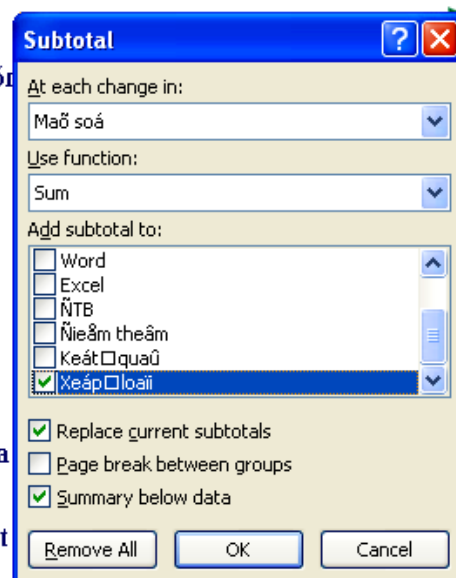 Subtotal
At each change in:
Maõ soá
Use function:
Sum
Add subtotal to:
Word
Excel
ÑTB
Ñieåm theâm
Keát□quaû
Xeáp□loaïi
Replace current subtotals
Page break between groups
Summary below data
Remove All OK Cancel